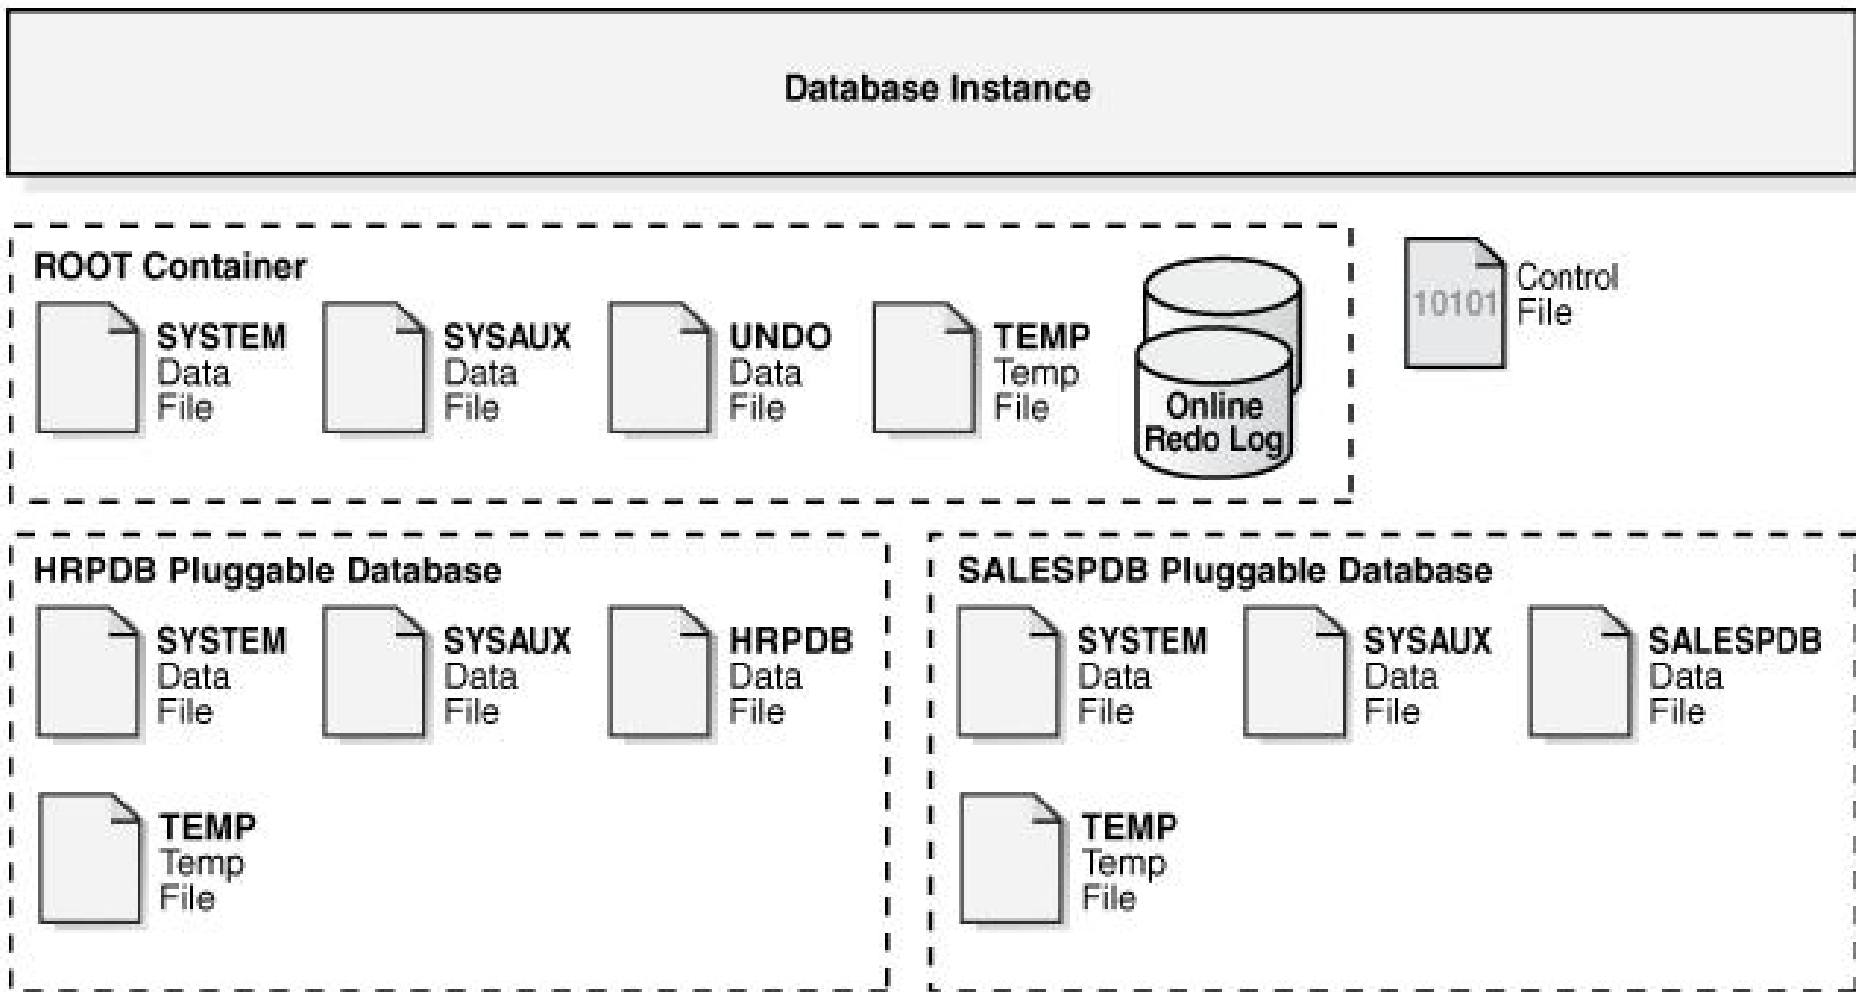 Database Instance
ROOT Container
SYSTEM
Data
File
SYSAUX
Data
File
UNDO
Data
File
TEMP
Temp
File
Online
Redo Log
10101
Control
File
HRPDB Pluggable Database
SYSTEM
Data
File
SYSAUX
Data
File
HRPDB
Data
File
TEMP
Temp
File
SALESPDB Pluggable Database
SYSTEM
Data
File
SYSAUX
Data
File
SALESPDB
Data
File
TEMP
Temp
File